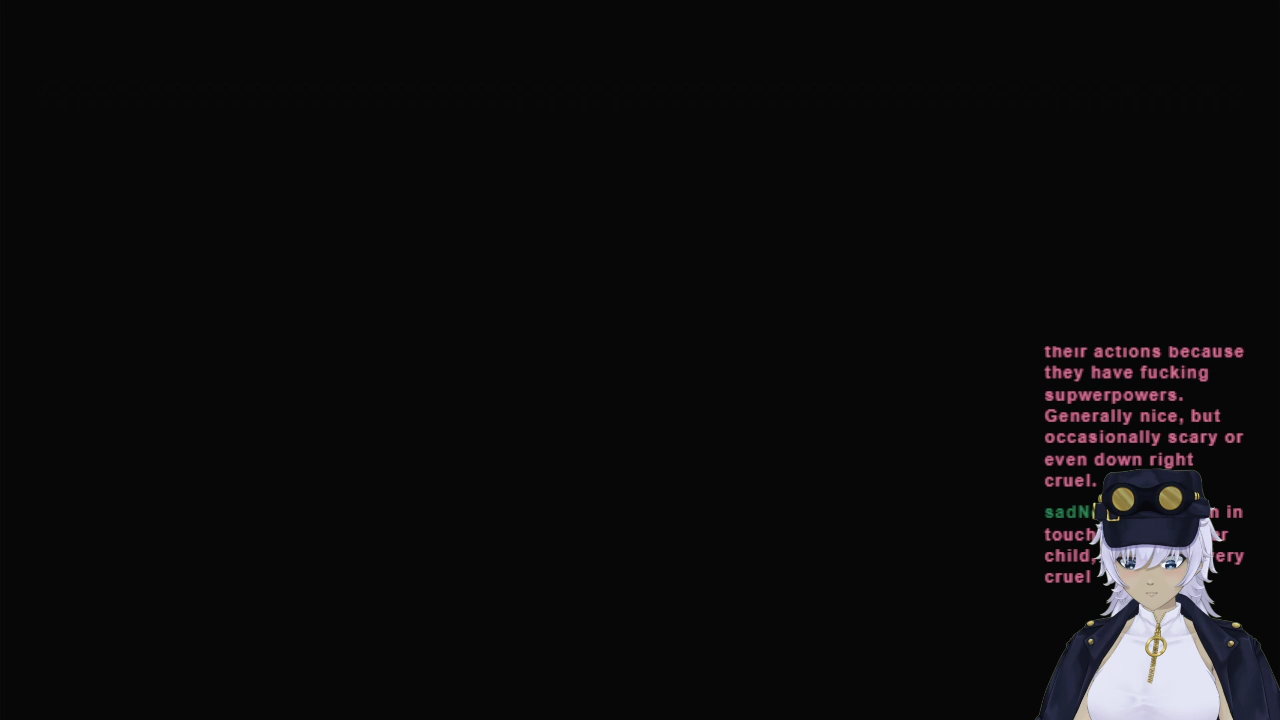 their actions because
they have fucking
supwerpowers.
Generally nice, but
occasionally scary or
even down right
cruel.
in
touch
child,
cruel